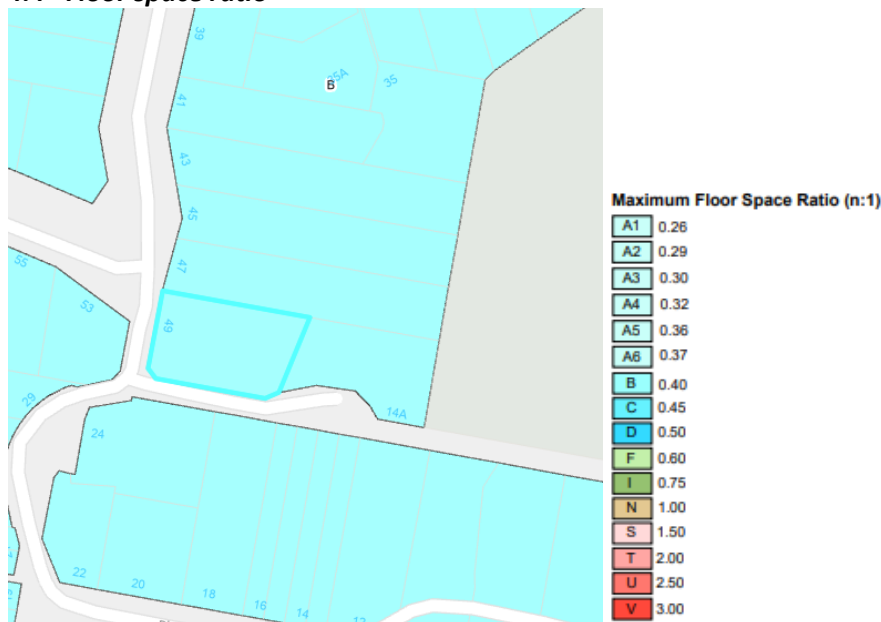 39
35A
B
35
41
43
45
47
49
55
53
29
24
14A
22
20
18
16
14
12
Maximum Floor Space Ratio (n:1)
A1 0.26
A2 0.29
A3 0.30
A4 0.32
A5 0.36
A6 0.37
B 0.40
C 0.45
D 0.50
F 0.60
I 0.75
N 1.00
S 1.50
T 2.00
U 2.50
V 3.00